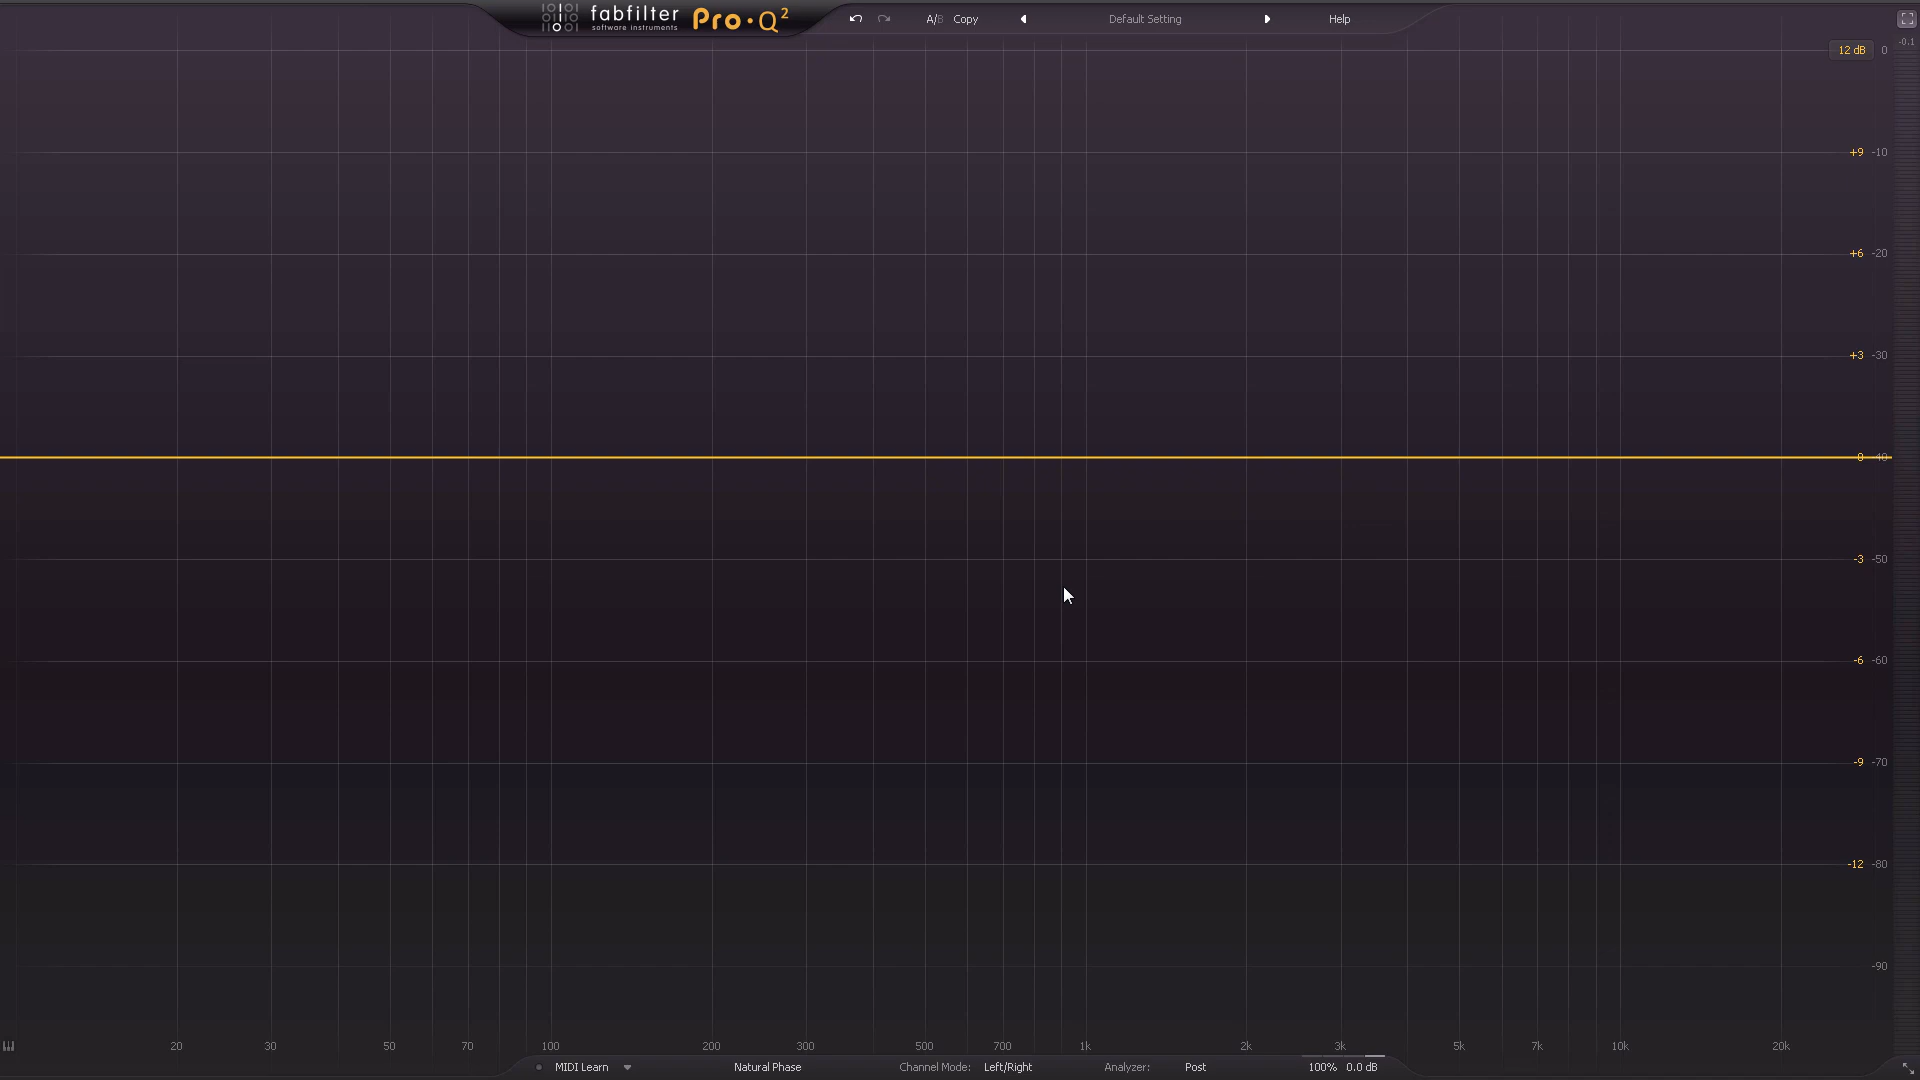 fabfilter Pro·Q²
software instruments
A/B Copy Default Setting Help
-0.1
12 dB 0
+9 -10
+6 -20
+3 -30
0 -40
-3 -50
-6 -60
-9 -70
-12 -80
-90
20 30 50 70 100 200 300 500 700 1k 2k 3k 5k 7k 10k 20k
MIDI Learn Natural Phase Channel Mode: Left/Right Analyzer: Post 100% 0.0 dB